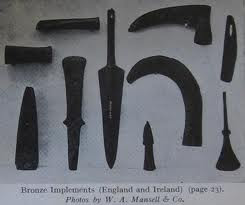 Bronze Implements (England and Ireland) (page 23).
Photos by W. A. Mansell & Co.